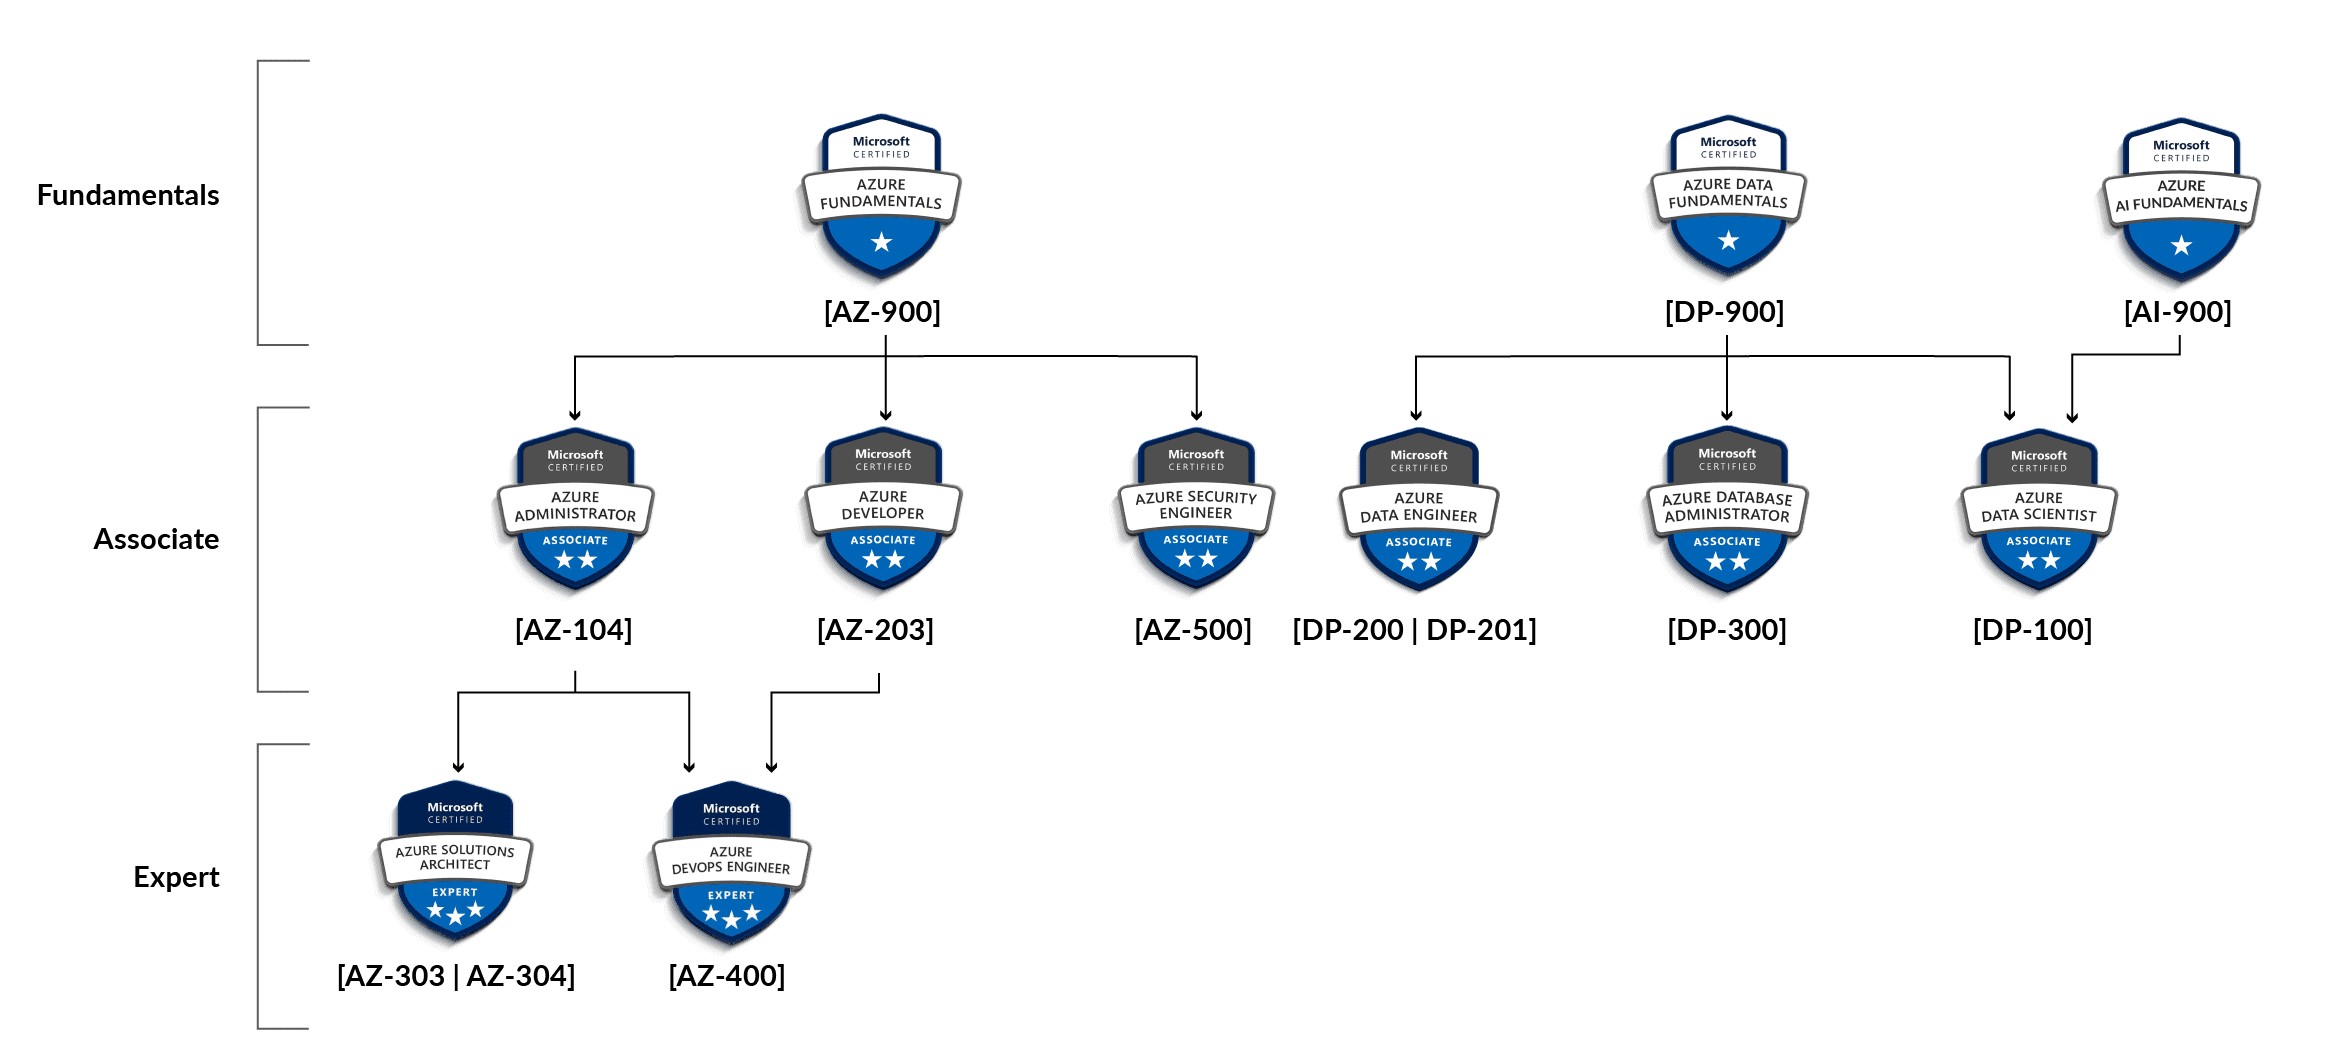 Fundamentals
Microsoft
CERTIFIED
AZURE
FUNDAMENTALS
[AZ-900]
Microsoft
CERTIFIED
AZURE DATA
FUNDAMENTALS
[DP-900]
Microsoft
CERTIFIED
AZURE
AI FUNDAMENTALS
[AI-900]
Associate
Microsoft
CERTIFIED
AZURE
ADMINISTRATOR
ASSOCIATE
[AZ-104]
Microsoft
CERTIFIED
AZURE
DEVELOPER
ASSOCIATE
[AZ-203]
Microsoft
CERTIFIED
AZURE SECURITY
ENGINEER
ASSOCIATE
[AZ-500]
Microsoft
CERTIFIED
AZURE
DATA ENGINEER
ASSOCIATE
[DP-200 | DP-201]
Microsoft
CERTIFIED
AZURE DATABASE
ADMINISTRATOR
ASSOCIATE
[DP-300]
Microsoft
CERTIFIED
AZURE
DATA SCIENTIST
ASSOCIATE
[DP-100]
Expert
Microsoft
CERTIFIED
AZURE SOLUTIONS
ARCHITECT
EXPERT
[AZ-303 | AZ-304]
Microsoft
CERTIFIED
AZURE
DEVOPS ENGINEER
EXPERT
[AZ-400]